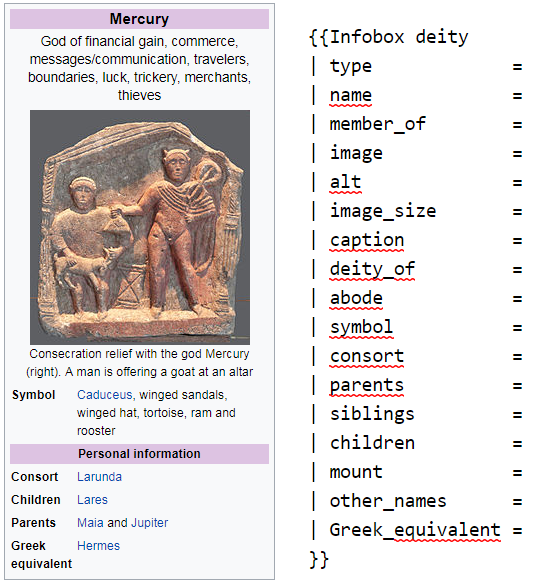 Mercury
God of financial gain, commerce,
messages/communication, travelers,
boundaries, luck, trickery, merchants,
thieves
Consecration relief with the god Mercury
(right). A man is offering a goat at an altar
Symbol Caduceus, winged sandals,
winged hat, tortoise, ram and
rooster
Personal information
Consort Larunda
Children Lares
Parents Maia and Jupiter
Greek Hermes
equivalent
{{Infobox deity
| type =
| name =
| member_of =
| image =
| alt =
| image_size =
| caption =
| deity_of =
| abode =
| symbol =
| consort =
| parents =
| siblings =
| children =
| mount =
| other_names =
| Greek_equivalent =
}}